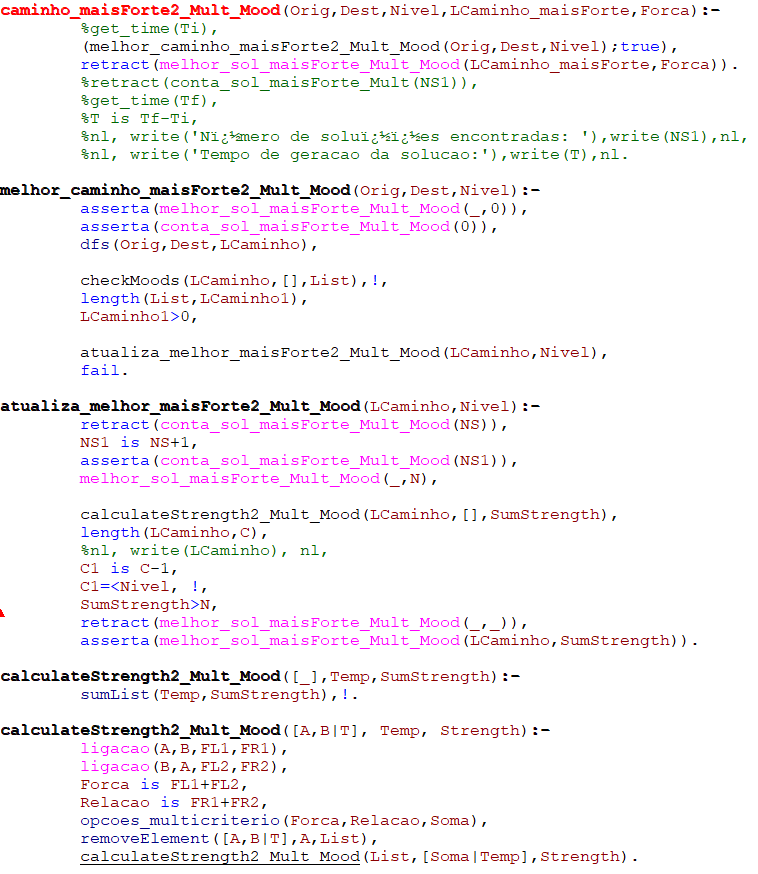 caminho_maisForte2_Mult_Mood(Orig,Dest,Nivel,LCaminho_maisForte,Forca):-
        %get_time(Ti),
        (melhor_caminho_maisForte2_Mult_Mood(Orig,Dest,Nivel);true),
        retract(melhor_sol_maisForte_Mult_Mood(LCaminho_maisForte,Forca)).
        %retract(conta_sol_maisForte_Mult(NS1)),
        %get_time(Tf),
        %T is Tf-Ti,
        %nl, write('Nï¿½mero de soluï¿½ï¿½es encontradas: '),write(NS1),nl,
        %nl, write('Tempo de geracao da solucao:'),write(T),nl.

melhor_caminho_maisForte2_Mult_Mood(Orig,Dest,Nivel):-
        asserta(melhor_sol_maisForte_Mult_Mood(_,0)),
        asserta(conta_sol_maisForte_Mult_Mood(0)),
        dfs(Orig,Dest,LCaminho),

        checkMoods(LCaminho,[],List),!,
        length(List,LCaminho1),
        LCaminho1>0,

        atualiza_melhor_maisForte2_Mult_Mood(LCaminho,Nivel),
        fail.

atualiza_melhor_maisForte2_Mult_Mood(LCaminho,Nivel):-
        retract(conta_sol_maisForte_Mult_Mood(NS)),
        NS1 is NS+1,
        asserta(conta_sol_maisForte_Mult_Mood(NS1)),
        melhor_sol_maisForte_Mult_Mood(_,N),

        calculateStrength2_Mult_Mood(LCaminho,[],SumStrength),
        length(LCaminho,C),
        %nl, write(LCaminho), nl,
        C1 is C-1,
        C1=<Nivel, !,
        SumStrength>N,
        retract(melhor_sol_maisForte_Mult_Mood(_,_)),
        asserta(melhor_sol_maisForte_Mult_Mood(LCaminho,SumStrength)).

calculateStrength2_Mult_Mood([_],Temp,SumStrength):-
        sumList(Temp,SumStrength),!.

calculateStrength2_Mult_Mood([A,B|T], Temp, Strength):-
        ligacao(A,B,FL1,FR1),
        ligacao(B,A,FL2,FR2),
        Forca is FL1+FL2,
        Relacao is FR1+FR2,
        opcoes_multicriterio(Forca,Relacao,Soma),
        removeElement([A,B|T],A,List),
        calculateStrength2_Mult_Mood(List,[Soma|Temp],Strength).